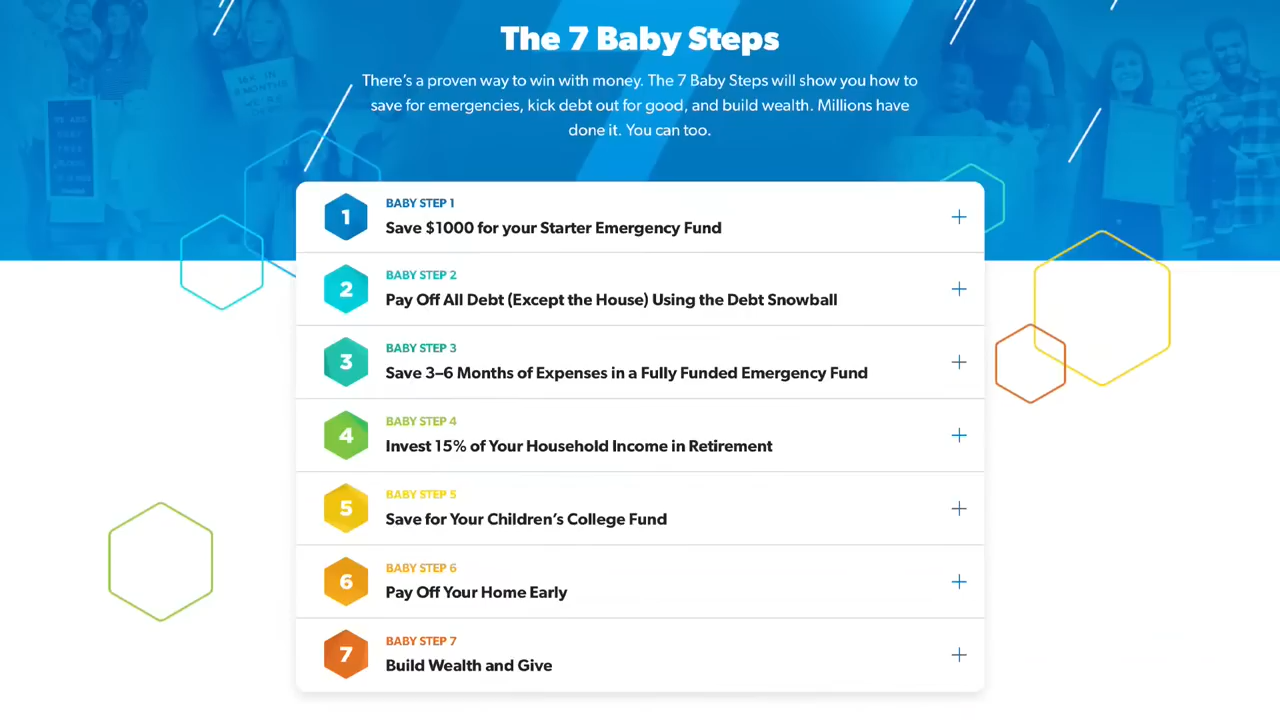 The 7 Baby Steps
There's a proven way to win with money. The 7 Baby Steps will show you how to
save for emergencies, kick debt out for good, and build wealth. Millions have
done it. You can too.
1
BABY STEP 1
Save $1000 for your Starter Emergency Fund
2
BABY STEP 2
Pay Off All Debt (Except the House) Using the Debt Snowball
3
BABY STEP 3
Save 3–6 Months of Expenses in a Fully Funded Emergency Fund
4
BABY STEP 4
Invest 15% of Your Household Income in Retirement
5
BABY STEP 5
Save for Your Children's College Fund
6
BABY STEP 6
Pay Off Your Home Early
7
BABY STEP 7
Build Wealth and Give